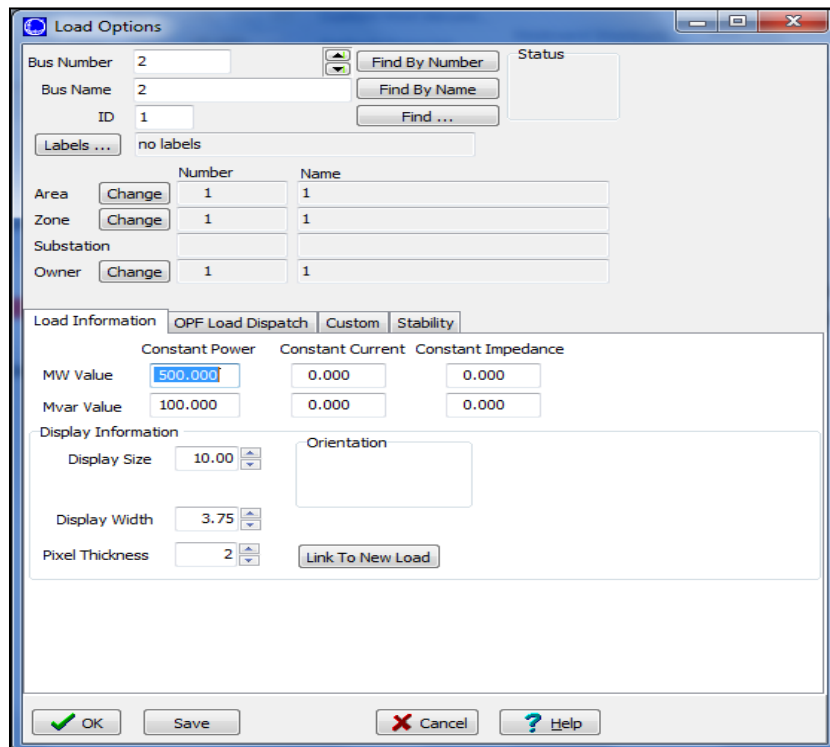 Load Options
Bus Number 2 Find By Number Status
Bus Name 2 Find By Name
ID 1 Find ...
Labels ... no labels
Number Name
Area Change 1 1
Zone Change 1 1
Substation
Owner Change 1 1
Load Information OPF Load Dispatch Custom Stability
Constant Power Constant Current Constant Impedance
MW Value 500.000 0.000 0.000
Mvar Value 100.000 0.000 0.000
Display Information
Orientation
Display Size 10.00
Display Width 3.75
Pixel Thickness 2 Link To New Load
OK Save Cancel ? Help